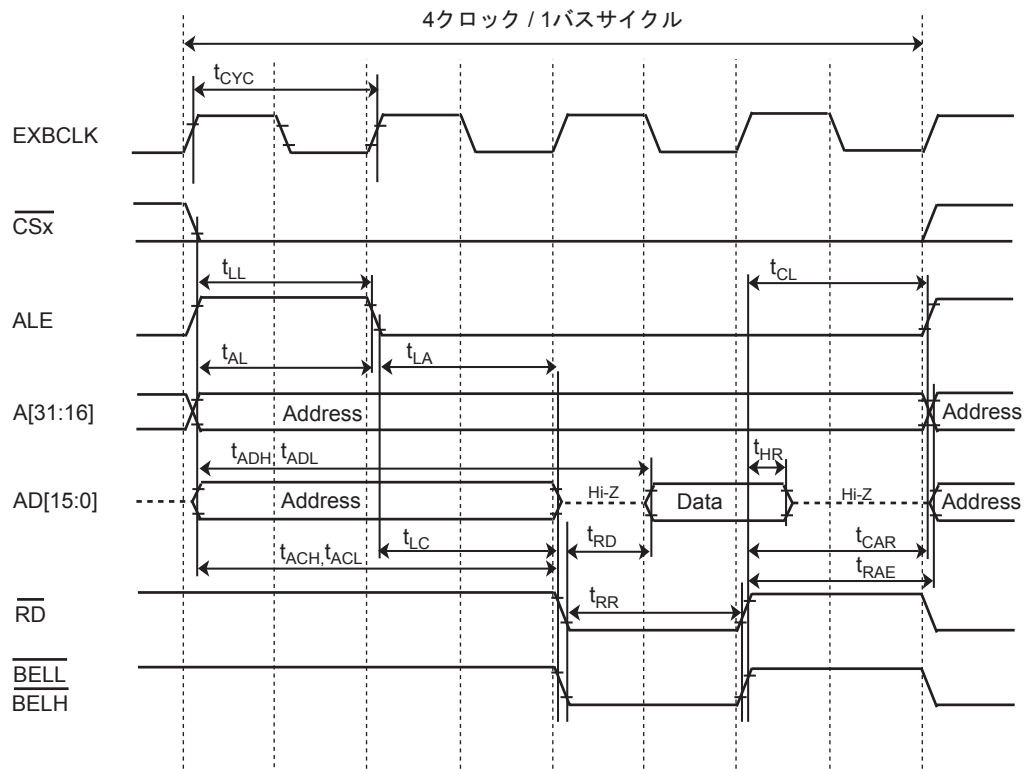 4クロック / 1バスサイクル
tCYC
EXBCLK
CSx
tLL
tCL
ALE
tAL
tLA
A[31:16]
Address
Address
tADH, tADL
tHR
AD[15:0]
Address
Hi-Z
Data
Hi-Z
Address
tLC
tRD
tCAR
tACH,tACL
tRAE
tRR
RD
BELL
BELH